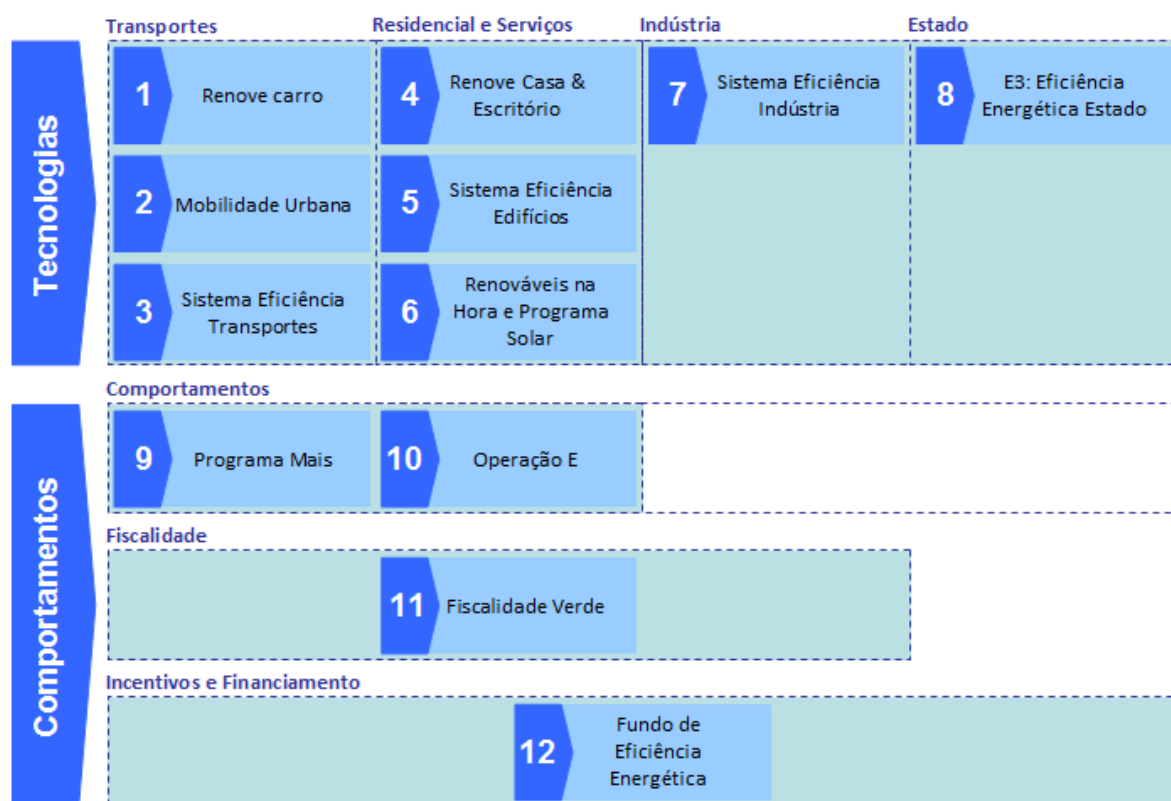 Transportes
Residencial e Serviços
Indústria
Estado
Tecnologias
1
Renove carro
4
Renove Casa &
Escritório
7
Sistema Eficiência
Indústria
8
E3: Eficiência
Energética Estado
2
Mobilidade Urbana
5
Sistema Eficiência
Edifícios
3
Sistema Eficiência
Transportes
6
Renováveis na
Hora e Programa
Solar
Comportamentos
Comportamentos
9
Programa Mais
10
Operação E
Fiscalidade
11
Fiscalidade Verde
Incentivos e Financiamento
12
Fundo de
Eficiência
Energética